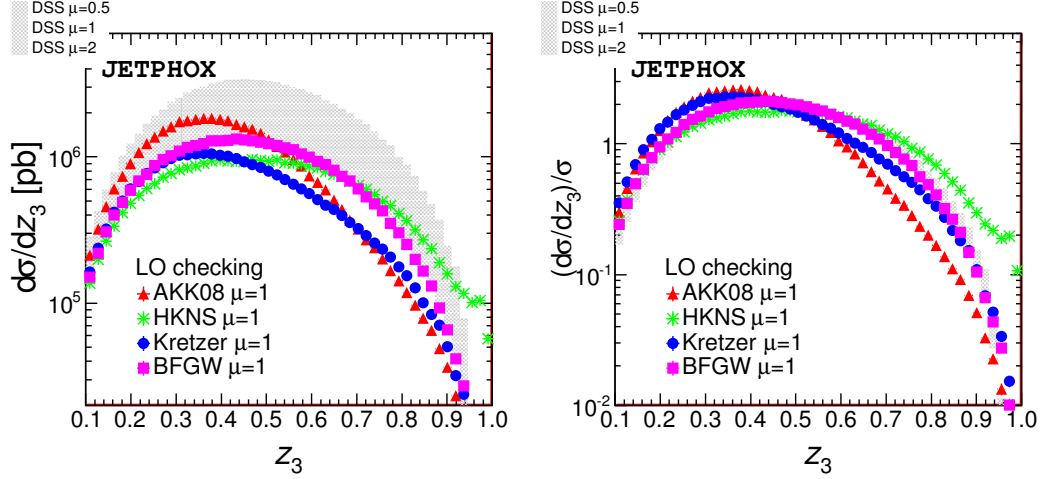 DSS μ=0.5
DSS μ=1
DSS μ=2
JETPHOX
dσ/dz₃ [pb]
10⁶
10⁵
LO checking
AKK08 μ=1
HKNS μ=1
Kretzer μ=1
BFGW μ=1
0.1 0.2 0.3 0.4 0.5 0.6 0.7 0.8 0.9 1.0
z₃
DSS μ=0.5
DSS μ=1
DSS μ=2
JETPHOX
(dσ/dz₃)/σ
1
10⁻¹
10⁻²
LO checking
AKK08 μ=1
HKNS μ=1
Kretzer μ=1
BFGW μ=1
0.1 0.2 0.3 0.4 0.5 0.6 0.7 0.8 0.9 1.0
z₃